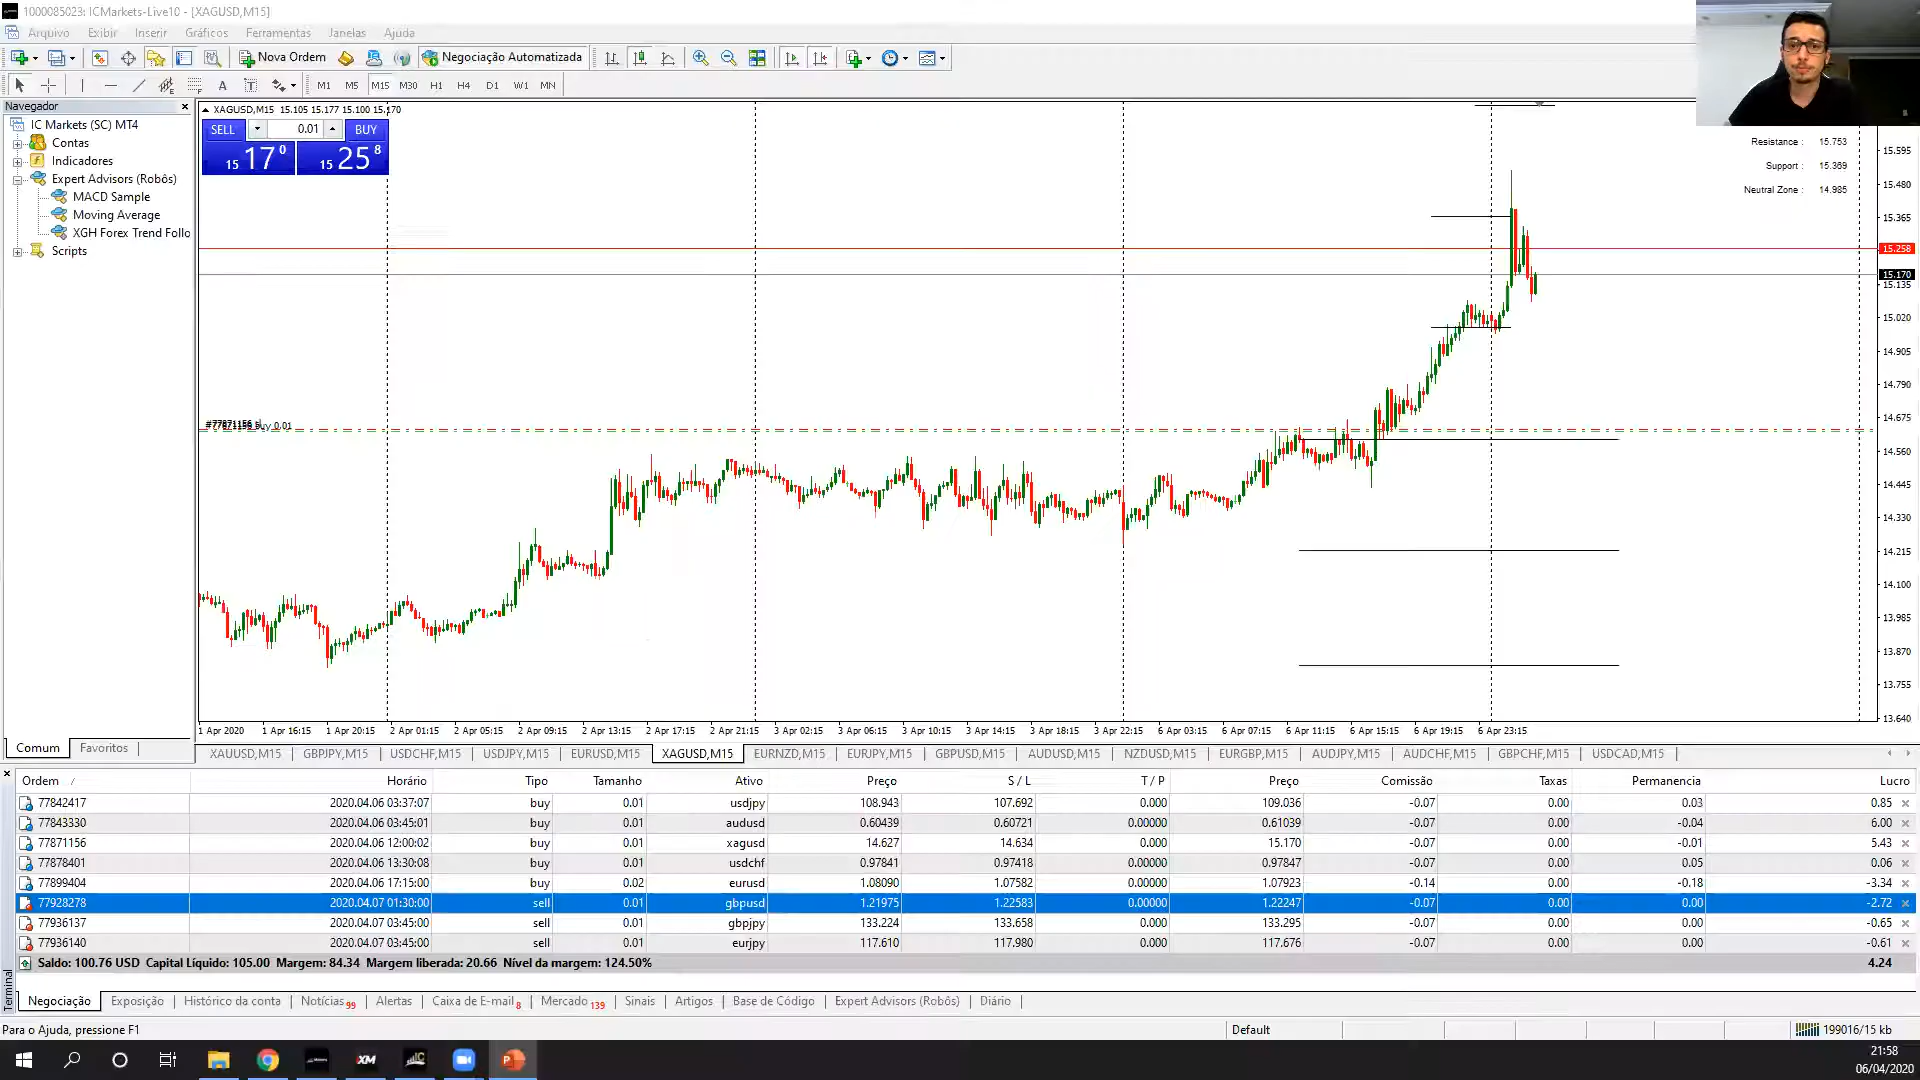 1000085023: ICMarkets-Live10 - [XAGUSD,M15]
Arquivo Exibir Inserir Gráficos Ferramentas Janelas Ajuda
Nova Ordem Negociação Automatizada
A T M1 M5 M15 M30 H1 H4 D1 W1 MN
Navegador
IC Markets (SC) MT4
Contas
Indicadores
Expert Advisors (Robôs)
MACD Sample
Moving Average
XGH Forex Trend Follo
Scripts
Comum Favoritos
XAGUSD,M15 15.105 15.177 15.100 15.170
SELL 0.01 BUY
15 17 0 15 25 8
Resistance : 15.753
Support : 15.369
Neutral Zone : 14.985
15.595
15.480
15.365
15.258
15.170
15.135
15.020
14.905
14.790
14.675
14.560
14.445
14.330
14.215
14.100
13.985
13.870
13.755
13.640
1 Apr 2020 1 Apr 16:15 1 Apr 20:15 2 Apr 01:15 2 Apr 05:15 2 Apr 09:15 2 Apr 13:15 2 Apr 17:15 2 Apr 21:15 3 Apr 02:15 3 Apr 06:15 3 Apr 10:15 3 Apr 14:15 3 Apr 18:15 3 Apr 22:15 6 Apr 03:15 6 Apr 07:15 6 Apr 11:15 6 Apr 15:15 6 Apr 19:15 6 Apr 23:15
XAUUSD,M15 GBPJPY,M15 USDCHF,M15 USDJPY,M15 EURUSD,M15 XAGUSD,M15 EURNZD,M15 EURJPY,M15 GBPUSD,M15 AUDUSD,M15 NZDUSD,M15 EURGBP,M15 AUDJPY,M15 AUDCHF,M15 GBPCHF,M15 USDCAD,M15
Ordem / Horário Tipo Tamanho Ativo Preço S / L T / P Preço Comissão Taxas Permanencia Lucro
77842417 2020.04.06 03:37:07 buy 0.01 usdjpy 108.943 107.692 0.000 109.036 -0.07 0.00 0.03 0.85
77843330 2020.04.06 03:45:01 buy 0.01 audusd 0.60439 0.60721 0.00000 0.61039 -0.07 0.00 -0.04 6.00
77871156 2020.04.06 12:00:02 buy 0.01 xagusd 14.627 14.634 0.000 15.170 -0.07 0.00 -0.01 5.43
77878401 2020.04.06 13:30:08 buy 0.01 usdchf 0.97841 0.97418 0.00000 0.97847 -0.07 0.00 0.05 0.06
77899404 2020.04.06 17:15:00 buy 0.02 eurusd 1.08090 1.07582 0.00000 1.07923 -0.14 0.00 -0.18 -3.34
77928278 2020.04.07 01:30:00 sell 0.01 gbpusd 1.21975 1.22583 0.00000 1.22247 -0.07 0.00 0.00 -2.72
77936137 2020.04.07 03:45:00 sell 0.01 gbpjpy 133.224 133.658 0.000 133.295 -0.07 0.00 0.00 -0.65
77936140 2020.04.07 03:45:00 sell 0.01 eurjpy 117.610 117.980 0.000 117.676 -0.07 0.00 0.00 -0.61
Saldo: 100.76 USD Capital Líquido: 105.00 Margem: 84.34 Margem liberada: 20.66 Nível da margem: 124.50% 4.24
Terminal
Negociação Exposição Histórico da conta Notícias 99 Alertas Caixa de E-mail 8 Mercado 139 Sinais Artigos Base de Código Expert Advisors (Robôs) Diário
Para o Ajuda, pressione F1 Default 199016/15 kb
XM IC
21:58
06/04/2020